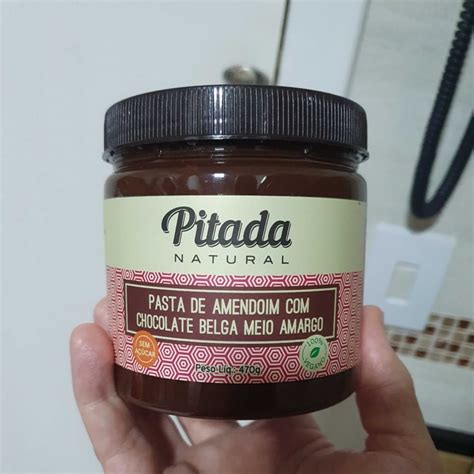 Pitada
NATURAL
PASTA DE AMENDOIM COM
CHOCOLATE BELGA MEIO AMARGO
SEM
AÇÚCAR
100%
VEGANO
Peso Líq.: 470g